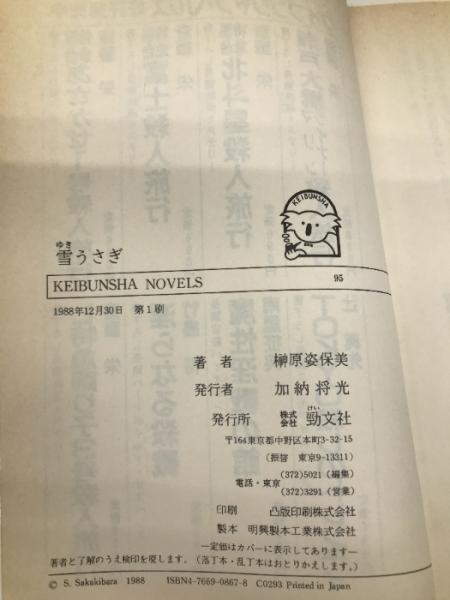 KEIBUNSHA
ゆき
雪うさぎ
KEIBUNSHA NOVELS 95
1988年12月30日 第1刷
著者 榊原姿保美
発行者 加納将光
発行所 株式会社 勁文社
けい
〒164東京都中野区本町3-32-15
(振替 東京9-13311)
電話・東京 (372)5021(編集)
(372)3291(営業)
印刷 凸版印刷株式会社
製本 明興製本工業株式会社
―定価はカバーに表示してあります―
著者と了解のうえ検印を廃します。(落丁本・乱丁本はおとりかえします。)
© S. Sakakibara 1988 ISBN4-7669-0867-8 C0293 Printed in Japan